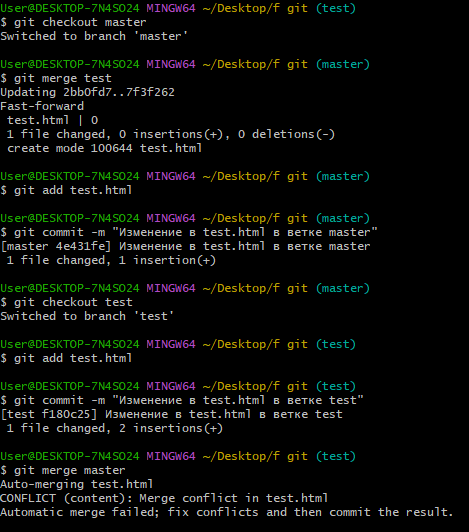 User@DESKTOP-7N4SO24 MINGW64 ~/Desktop/f git (test)
$ git checkout master
Switched to branch 'master'
User@DESKTOP-7N4SO24 MINGW64 ~/Desktop/f git (master)
$ git merge test
Updating 2bb0fd7..7f3f262
Fast-forward
test.html | 0
1 file changed, 0 insertions(+), 0 deletions(-)
create mode 100644 test.html
User@DESKTOP-7N4SO24 MINGW64 ~/Desktop/f git (master)
$ git add test.html
User@DESKTOP-7N4SO24 MINGW64 ~/Desktop/f git (master)
$ git commit -m "Изменение в test.html в ветке master"
[master 4e431fe] Изменение в test.html в ветке master
1 file changed, 1 insertion(+)
User@DESKTOP-7N4SO24 MINGW64 ~/Desktop/f git (master)
$ git checkout test
Switched to branch 'test'
User@DESKTOP-7N4SO24 MINGW64 ~/Desktop/f git (test)
$ git add test.html
User@DESKTOP-7N4SO24 MINGW64 ~/Desktop/f git (test)
$ git commit -m "Изменение в test.html в ветке test"
[test f180c25] Изменение в test.html в ветке test
1 file changed, 2 insertions(+)
User@DESKTOP-7N4SO24 MINGW64 ~/Desktop/f git (test)
$ git merge master
Auto-merging test.html
CONFLICT (content): Merge conflict in test.html
Automatic merge failed; fix conflicts and then commit the result.